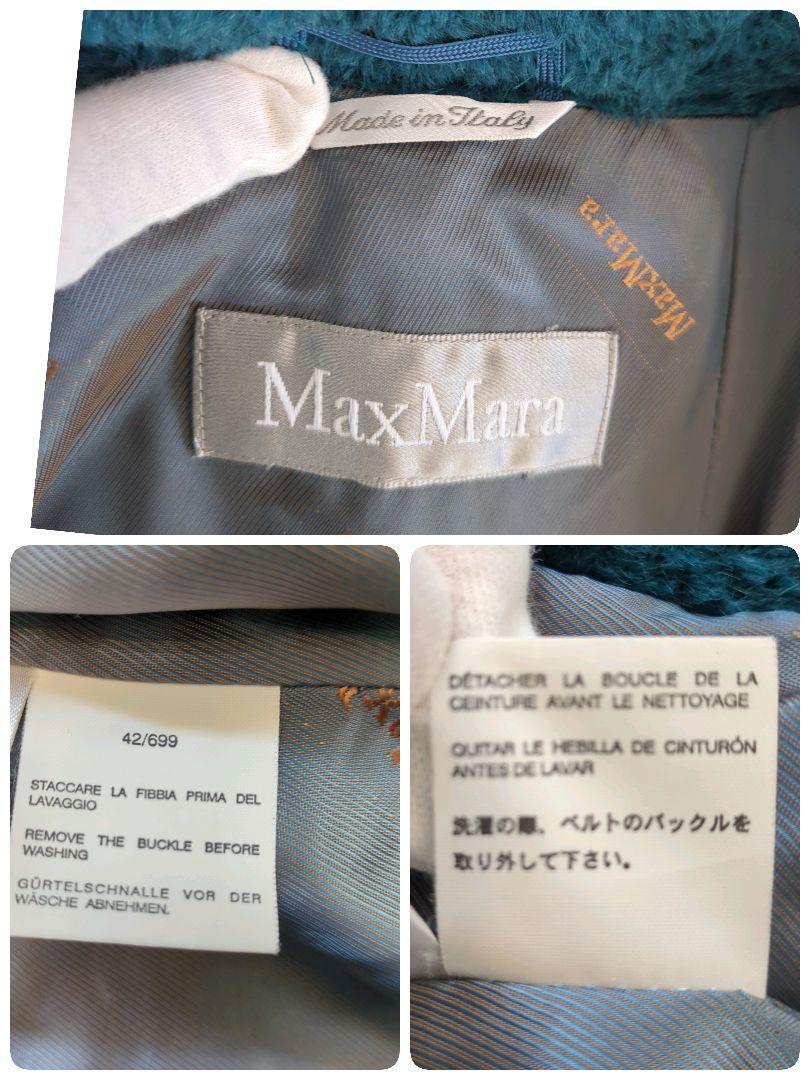 Made in Italy
MaxMara
MaxMara
42/699
STACCARE LA FIBBIA PRIMA DEL
LAVAGGIO
REMOVE THE BUCKLE BEFORE
WASHING
GÜRTELSCHNALLE VOR DER
WÄSCHE ABNEHMEN.
DÉTACHER LA BOUCLE DE LA
CEINTURE AVANT LE NETTOYAGE
QUITAR LE HEBILLA DE CINTURÓN
ANTES DE LAVAR
洗濯の際、ベルトのバックルを
取り外して下さい。